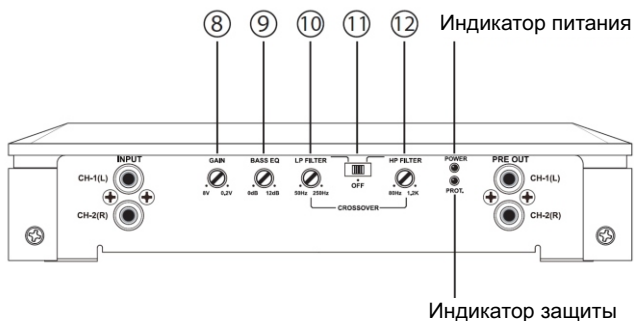 ⑧ ⑨ ⑩ ⑪ ⑫ Индикатор питания
INPUT GAIN BASS EQ LP FILTER HP FILTER POWER PRE OUT
CH-1(L) CH-1(L)
OFF PROT.
8V 0,2V 0dB 12dB 50Hz 250Hz 80Hz 1,2K
CROSSOVER
CH-2(R) CH-2(R)
Индикатор защиты